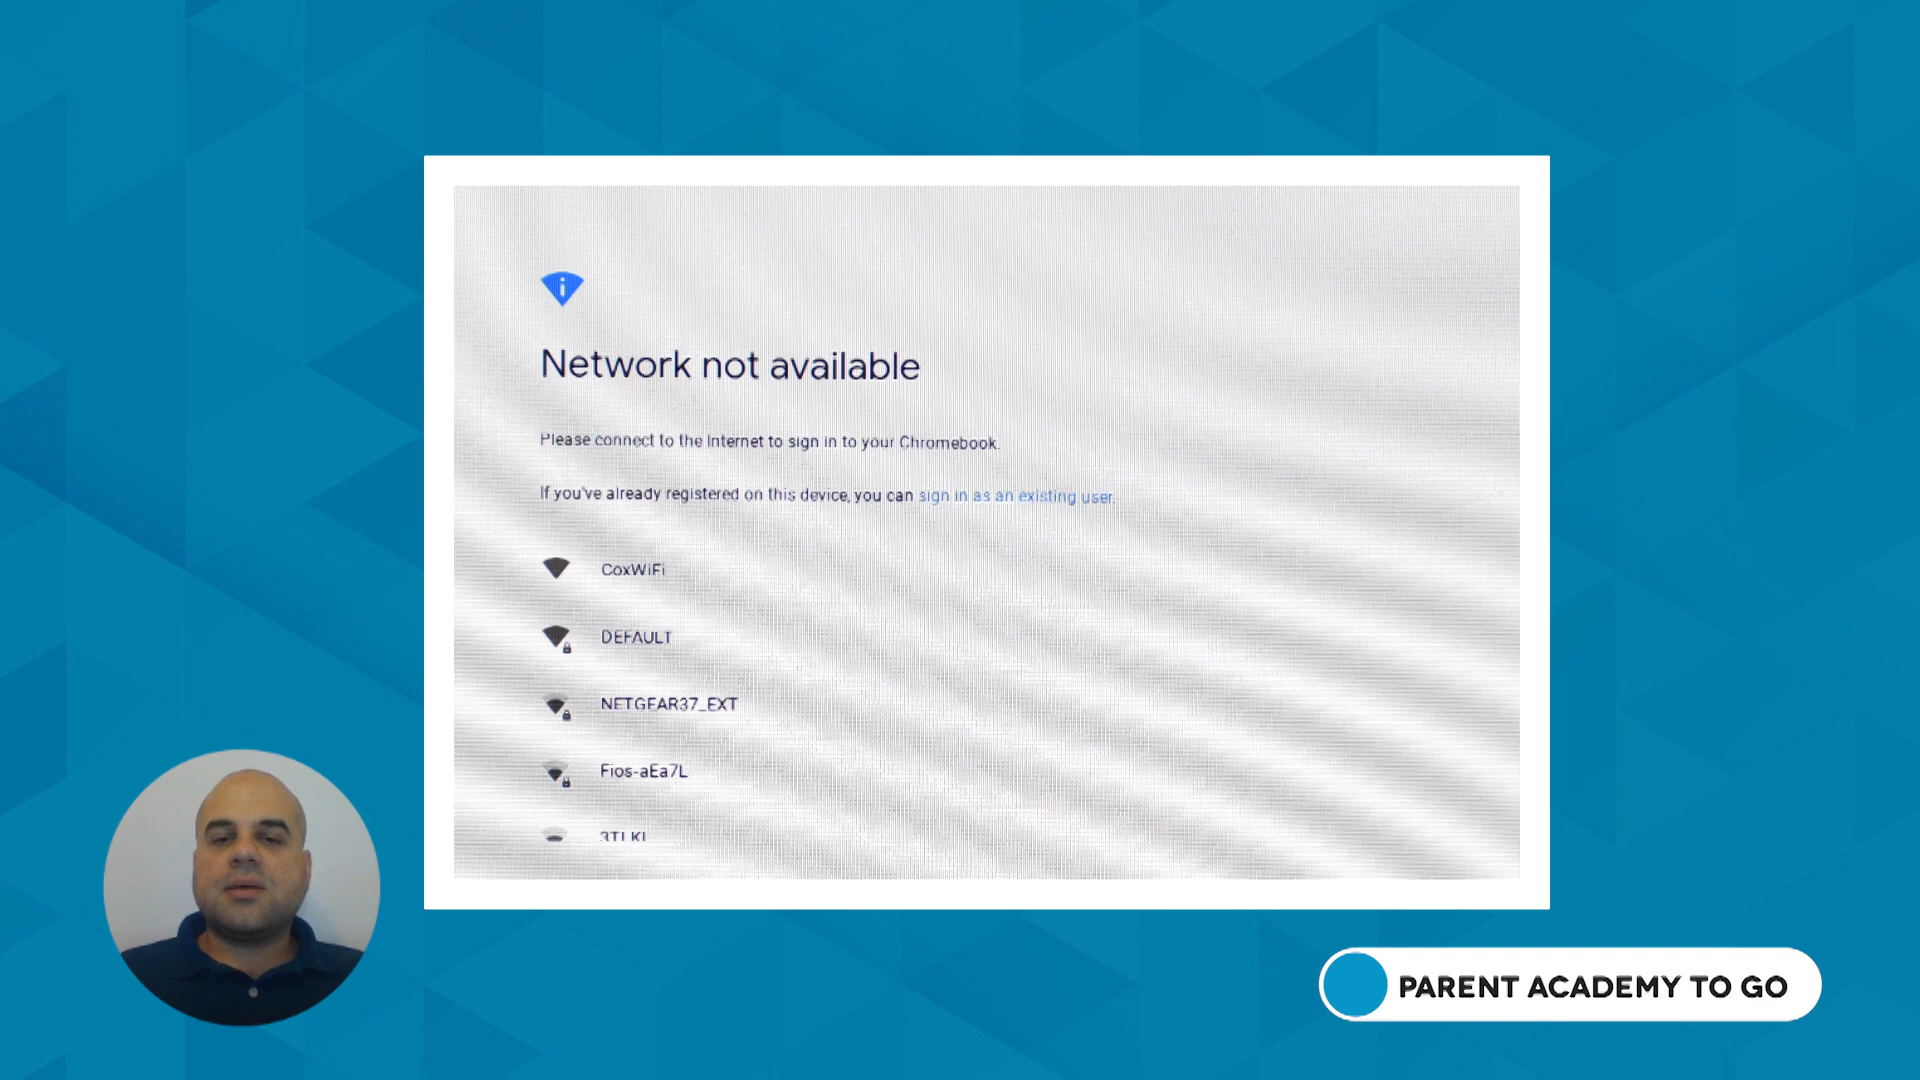 Network not available
Please connect to the Internet to sign in to your Chromebook.
If you've already registered on this device, you can sign in as an existing user.
CoxWiFi
DEFAULT
NETGEAR37_EXT
Fios-aEa7L
PARENT ACADEMY TO GO